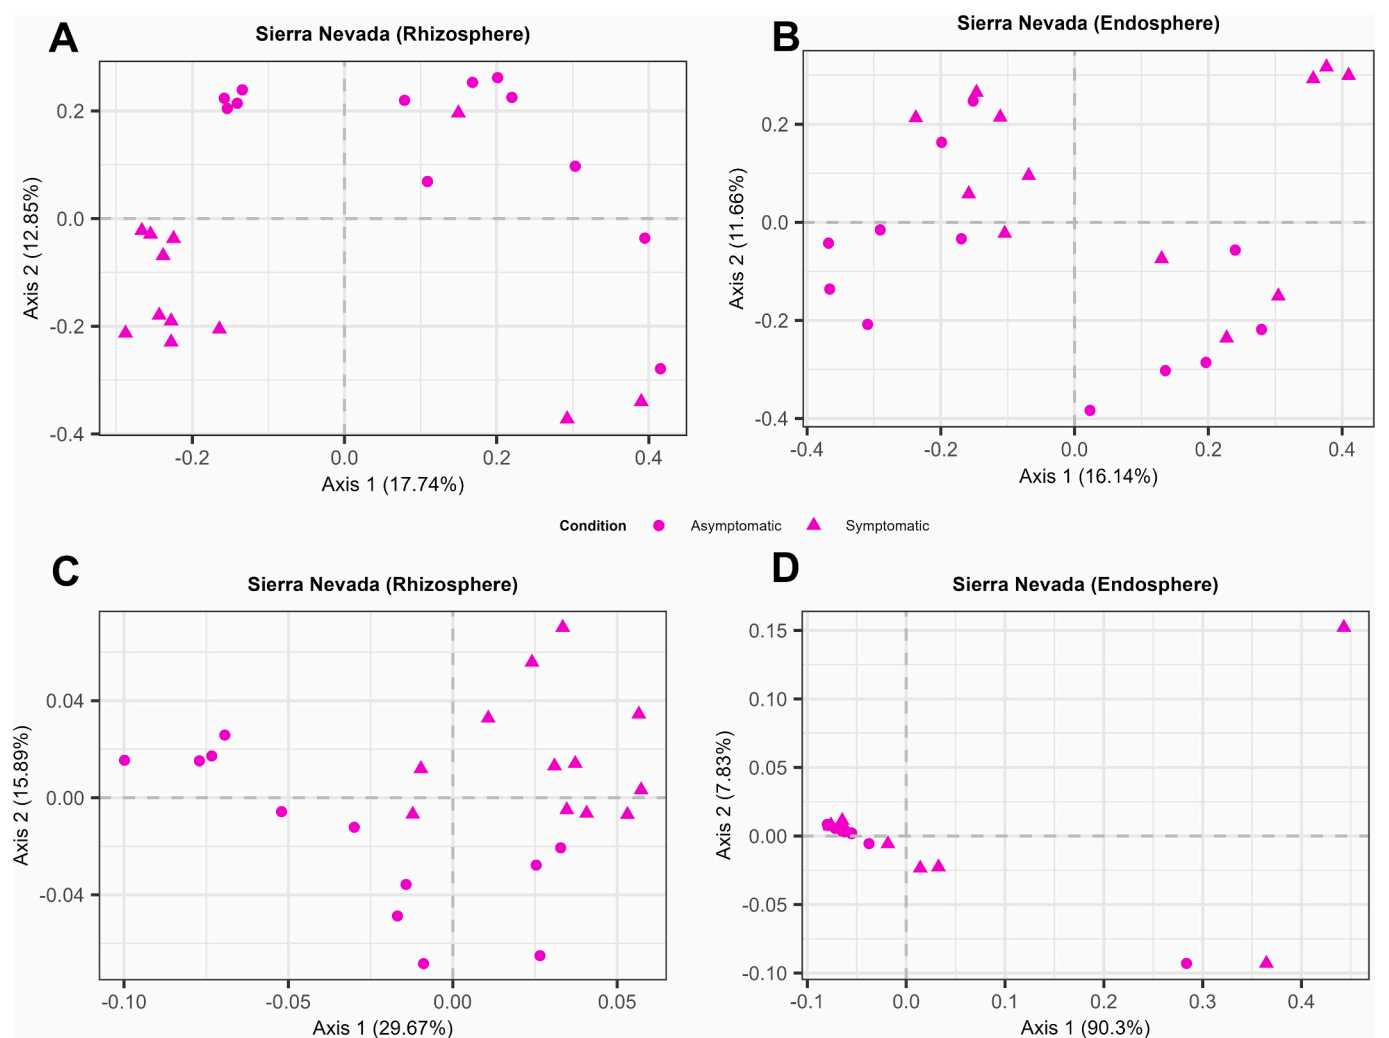 A
Sierra Nevada (Rhizosphere)
0.2
0.0
-0.2
-0.4
Axis 2 (12.85%)
-0.2
0.0
0.2
0.4
Axis 1 (17.74%)
B
Sierra Nevada (Endosphere)
0.2
0.0
-0.2
-0.4
Axis 2 (11.66%)
-0.4
-0.2
0.0
0.2
0.4
Axis 1 (16.14%)
Condition Asymptomatic Symptomatic
C
Sierra Nevada (Rhizosphere)
0.04
0.00
-0.04
Axis 2 (15.89%)
-0.10
-0.05
0.00
0.05
Axis 1 (29.67%)
D
Sierra Nevada (Endosphere)
0.15
0.10
0.05
0.00
-0.05
-0.10
Axis 2 (7.83%)
-0.1
0.0
0.1
0.2
0.3
0.4
Axis 1 (90.3%)